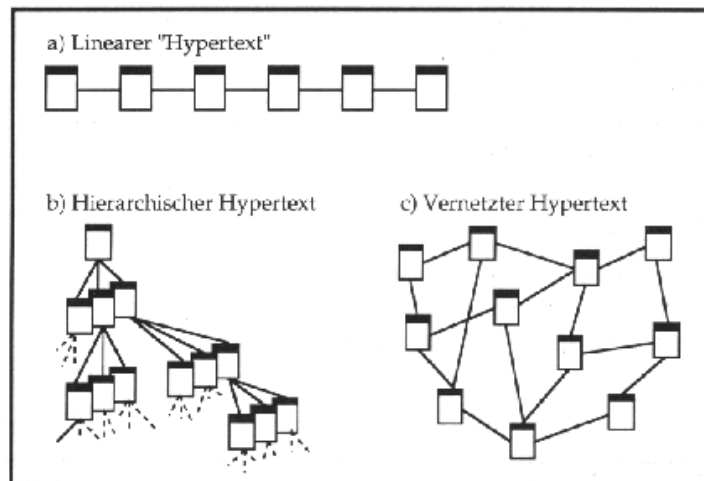 a) Linearer "Hypertext"
b) Hierarchischer Hypertext
c) Vernetzter Hypertext